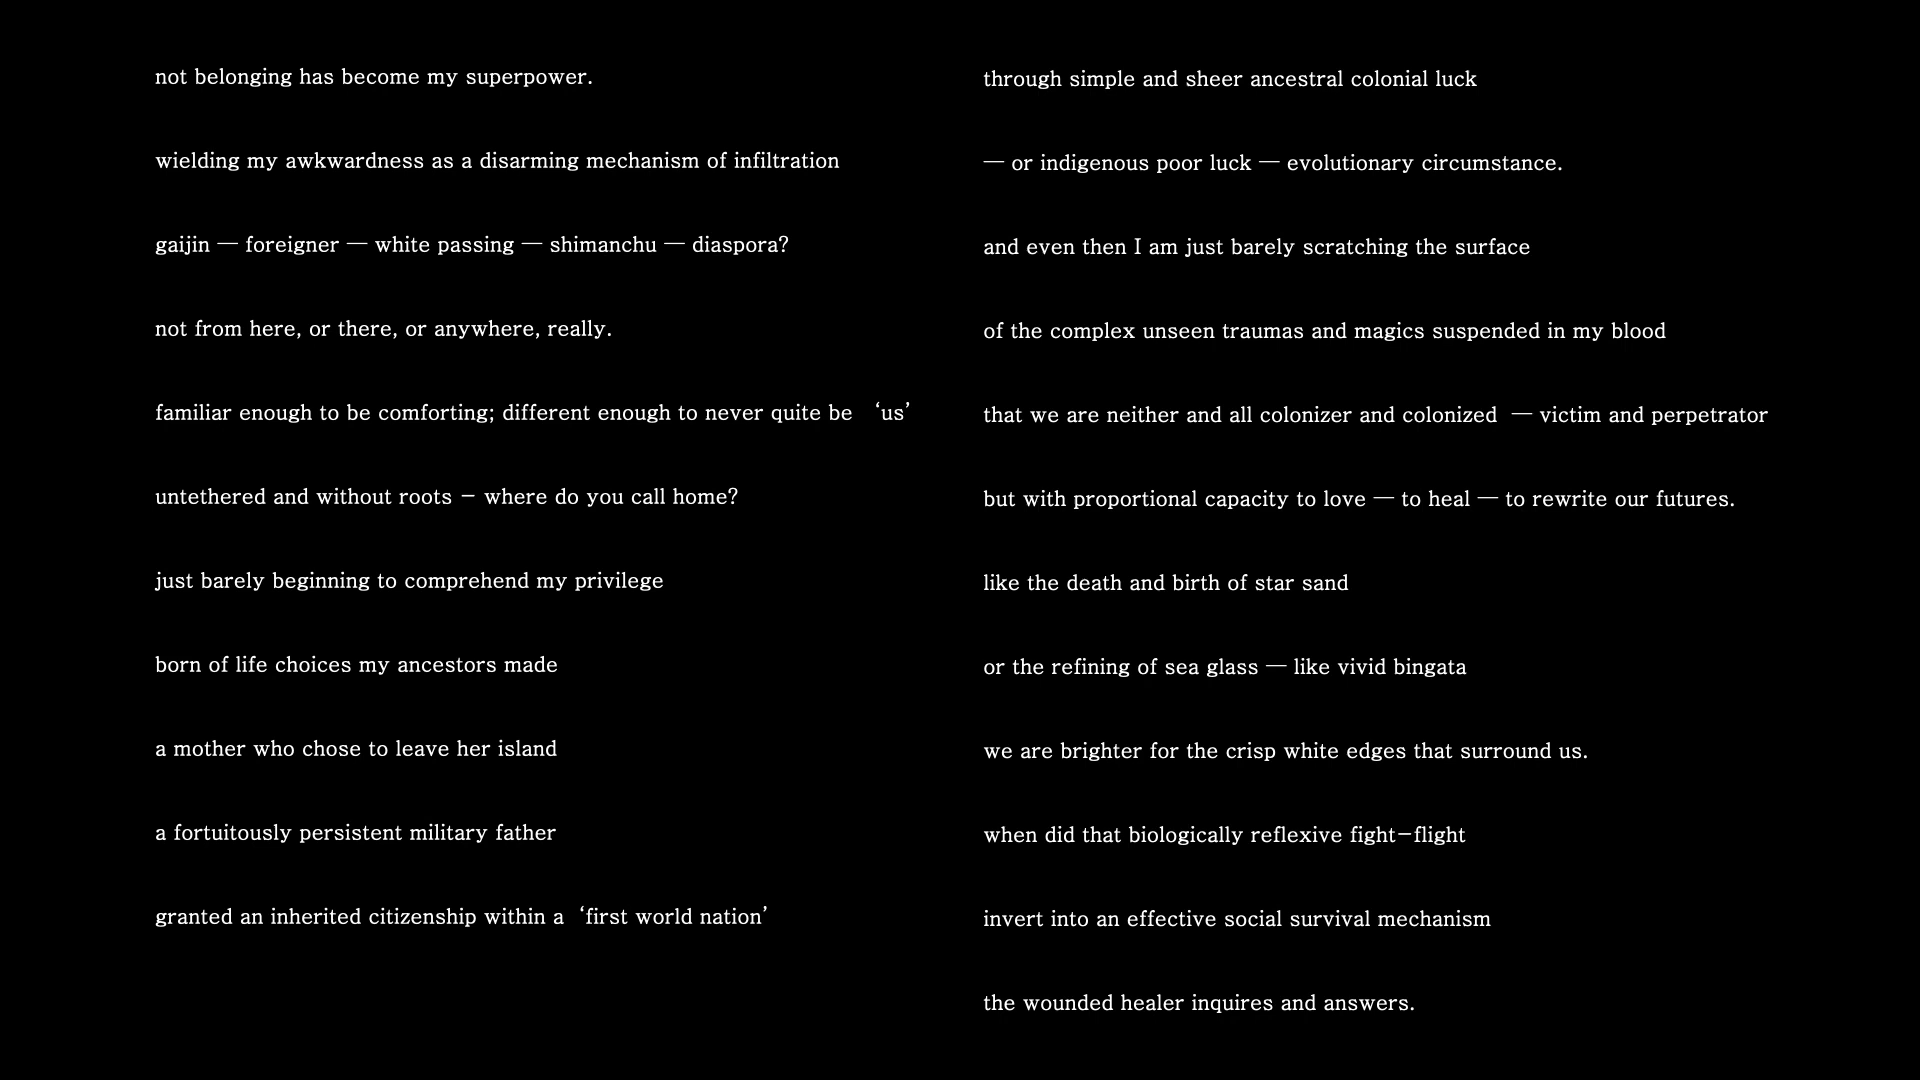 not belonging has become my superpower.
wielding my awkwardness as a disarming mechanism of infiltration
gaijin — foreigner — white passing — shimanchu — diaspora?
not from here, or there, or anywhere, really.
familiar enough to be comforting; different enough to never quite be ‘us’
untethered and without roots – where do you call home?
just barely beginning to comprehend my privilege
born of life choices my ancestors made
a mother who chose to leave her island
a fortuitously persistent military father
granted an inherited citizenship within a ‘first world nation’
through simple and sheer ancestral colonial luck
— or indigenous poor luck — evolutionary circumstance.
and even then I am just barely scratching the surface
of the complex unseen traumas and magics suspended in my blood
that we are neither and all colonizer and colonized — victim and perpetrator
but with proportional capacity to love — to heal — to rewrite our futures.
like the death and birth of star sand
or the refining of sea glass — like vivid bingata
we are brighter for the crisp white edges that surround us.
when did that biologically reflexive fight–flight
invert into an effective social survival mechanism
the wounded healer inquires and answers.